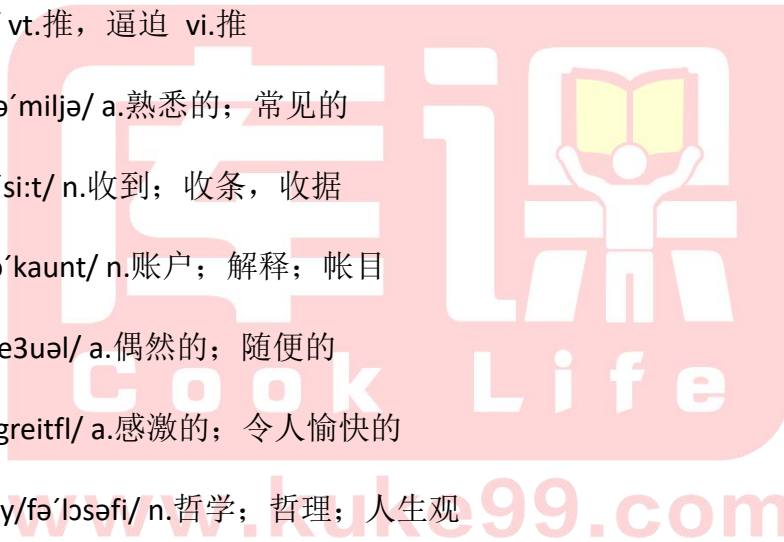 / vt.推，逼迫 vi.推
ə´miljə/ a.熟悉的；常见的
´si:t/ n.收到；收条，收据
ə´kaunt/ n.账户；解释；帐目
e3uəl/ a.偶然的；随便的
greitfl/ a.感激的；令人愉快的
y/fə´lɔsəfi/ n.哲学；哲理；人生观
库课
Cook Life
www.kuke99.com